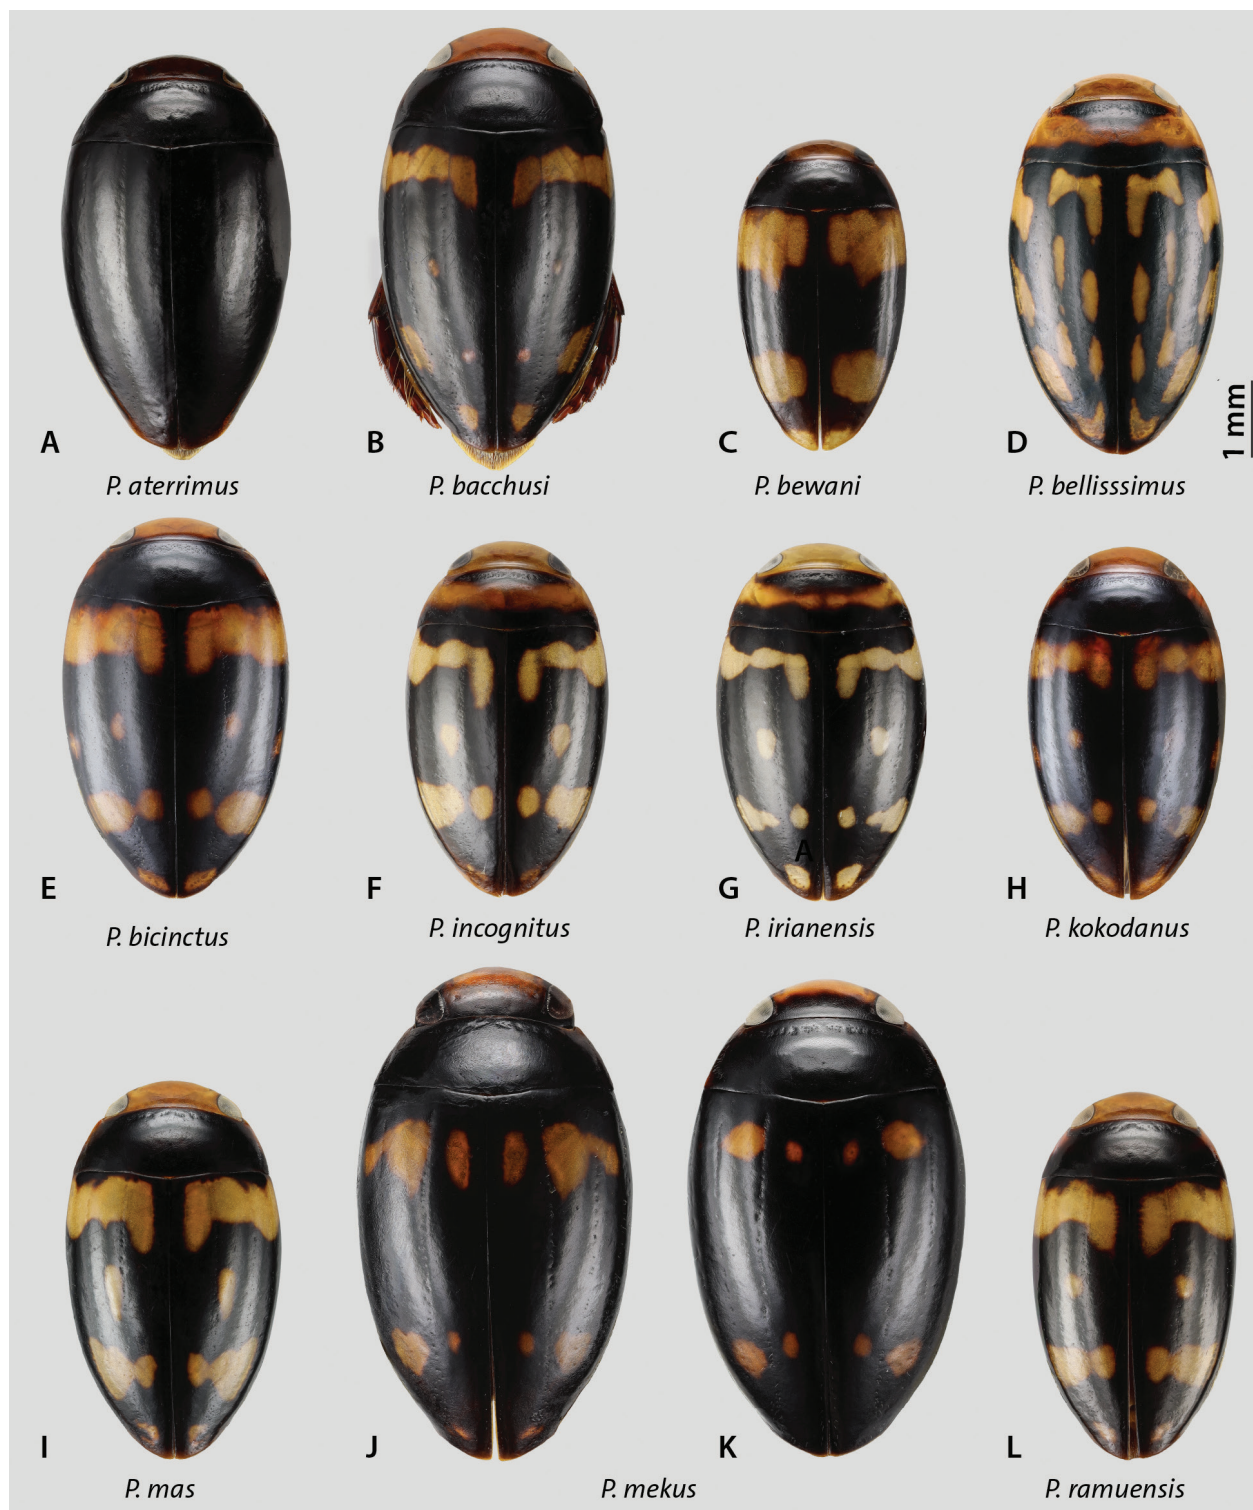 A
B
C
D
1 mm
P. aterrimus
P. bacchusi
P. bewani
P. bellisssimus
A
E
F
G
H
P. bicinctus
P. incognitus
P. irianensis
P. kokodanus
I
J
K
L
P. mas
P. mekus
P. ramuensis